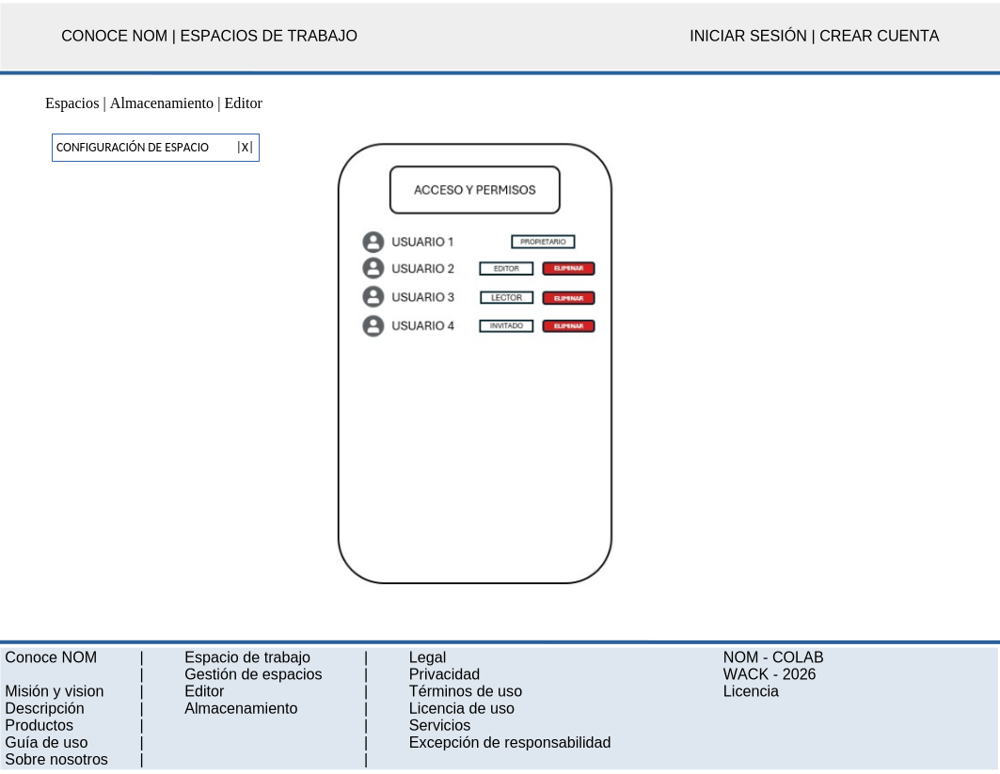 CONOCE NOM | ESPACIOS DE TRABAJO INICIAR SESIÓN | CREAR CUENTA
Espacios | Almacenamiento | Editor
CONFIGURACIÓN DE ESPACIO |X|
ACCESO Y PERMISOS
USUARIO 1 PROPIETARIO
USUARIO 2 EDITOR ELIMINAR
USUARIO 3 LECTOR ELIMINAR
USUARIO 4 INVITADO ELIMINAR
Conoce NOM | Espacio de trabajo | Legal NOM - COLAB
| Gestión de espacios | Privacidad WACK - 2026
Misión y vision | Editor | Términos de uso Licencia
Descripción | Almacenamiento | Licencia de uso
Productos | | Servicios
Guía de uso | | Excepción de responsabilidad
Sobre nosotros | |